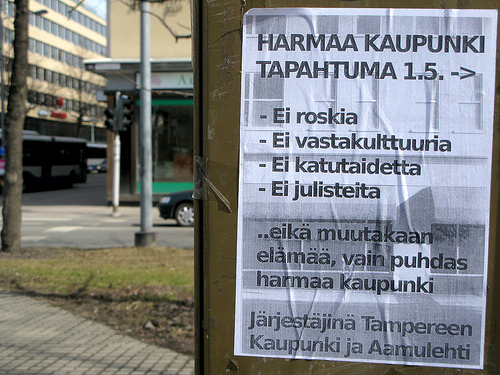 HARMAA KAUPUNKI
TAPAHTUMA 1.5. ->
- Ei roskia
- Ei vastakulttuuria
- Ei katutaidetta
- Ei julisteita
..eikä muutakaan
elämää, vain puhdas
harmaa kaupunki
Järjestäjinä Tampereen
Kaupunki ja Aamulehti